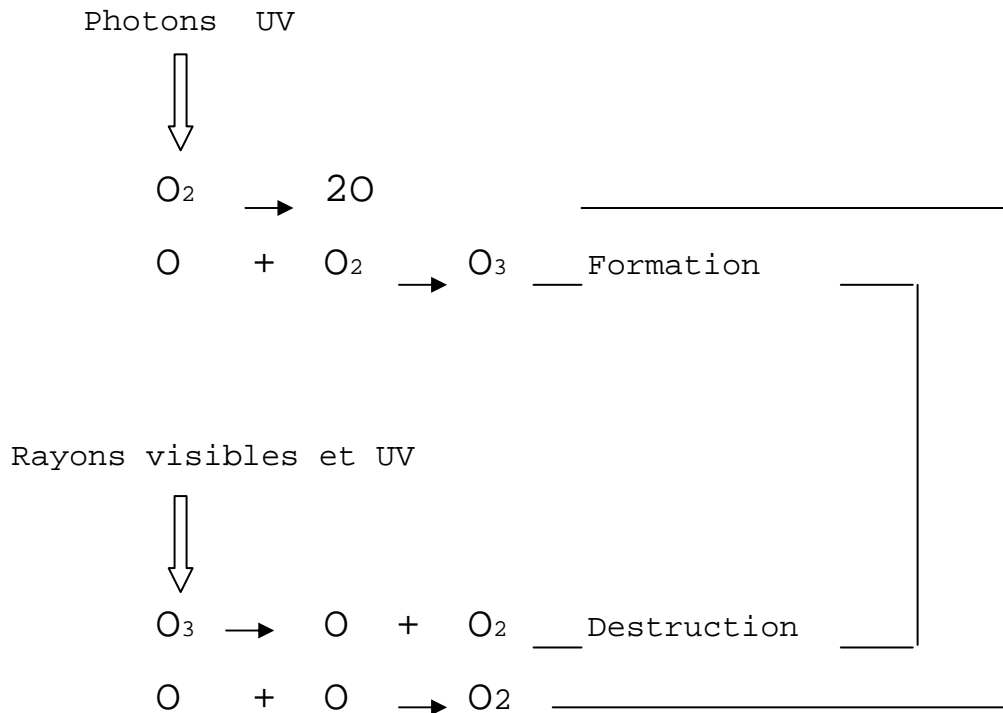 Photons UV
O₂ → 2O
O + O₂ → O₃ Formation
Rayons visibles et UV
O₃ → O + O₂ Destruction
O + O → O2